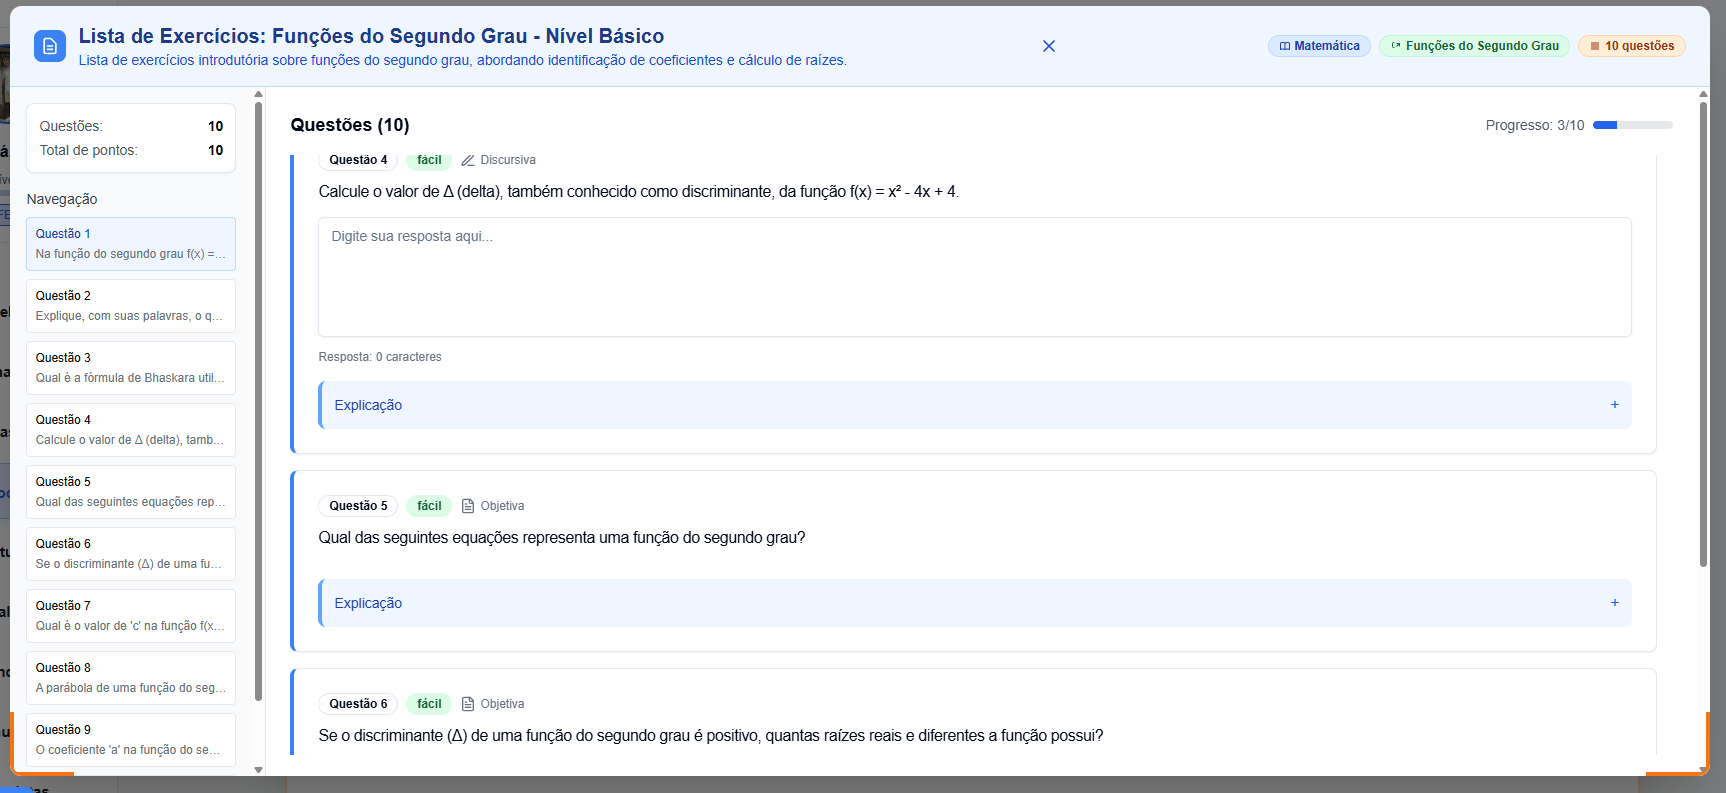 Lista de Exercícios: Funções do Segundo Grau - Nível Básico
Lista de exercícios introdutória sobre funções do segundo grau, abordando identificação de coeficientes e cálculo de raízes.
Matemática
Funções do Segundo Grau
10 questões
Questões: 10
Total de pontos: 10
Navegação
Questão 1
Na função do segundo grau f(x) =...
Questão 2
Explique, com suas palavras, o q...
Questão 3
Qual é a fórmula de Bhaskara util...
Questão 4
Calcule o valor de Δ (delta), tamb...
Questão 5
Qual das seguintes equações rep...
Questão 6
Se o discriminante (Δ) de uma fu...
Questão 7
Qual é o valor de 'c' na função f(x...
Questão 8
A parábola de uma função do seg...
Questão 9
O coeficiente 'a' na função do se...
Questões (10)
Progresso: 3/10
Questão 4 fácil Discursiva
Calcule o valor de Δ (delta), também conhecido como discriminante, da função f(x) = x² - 4x + 4.
Digite sua resposta aqui...
Resposta: 0 caracteres
Explicação +
Questão 5 fácil Objetiva
Qual das seguintes equações representa uma função do segundo grau?
Explicação +
Questão 6 fácil Objetiva
Se o discriminante (Δ) de uma função do segundo grau é positivo, quantas raízes reais e diferentes a função possui?